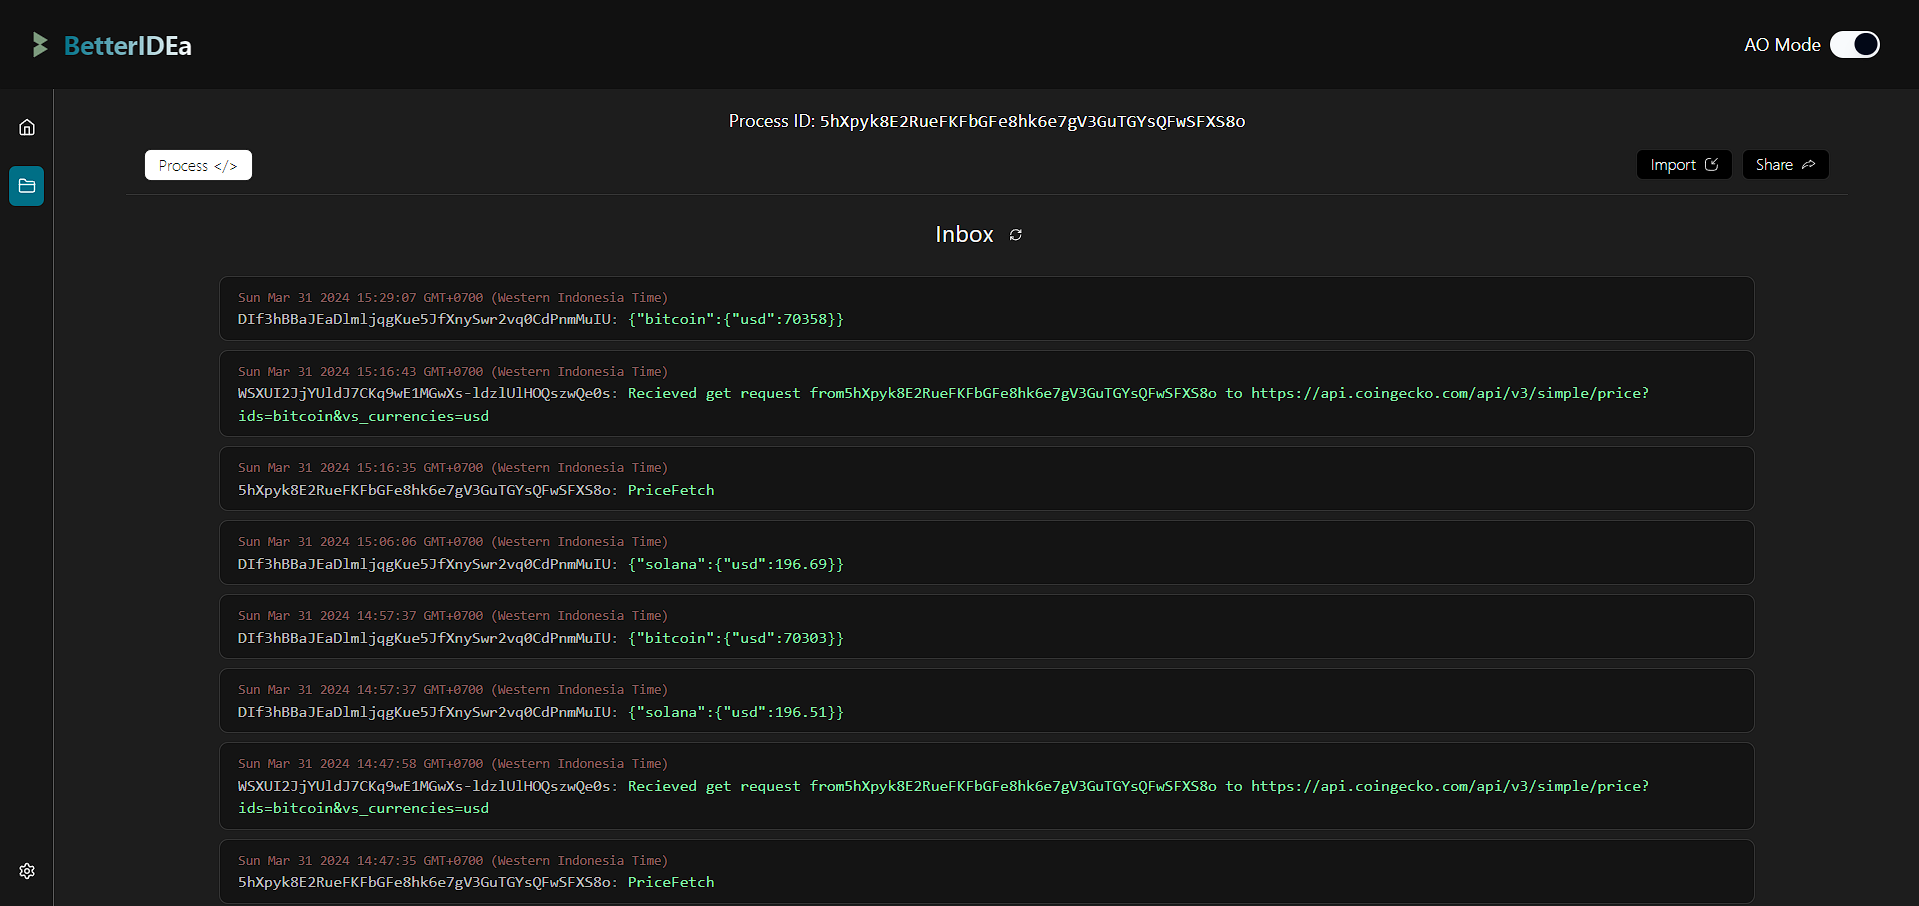 BetterIDEa
AO Mode
Process ID: 5hXpyk8E2RueFKFbGFe8hk6e7gV3GuTGYsQFwSFXS8o
Process </>
Import
Share
Inbox
Sun Mar 31 2024 15:29:07 GMT+0700 (Western Indonesia Time)
DIf3hBBaJEaDlmljqgKue5JfXnySwr2vq0CdPnmMuIU: {"bitcoin":{"usd":70358}}
Sun Mar 31 2024 15:16:43 GMT+0700 (Western Indonesia Time)
WSXUI2JjYUldJ7CKq9wE1MGwXs-ldzlUlHOQszwQe0s: Recieved get request from5hXpyk8E2RueFKFbGFe8hk6e7gV3GuTGYsQFwSFXS8o to https://api.coingecko.com/api/v3/simple/price?
ids=bitcoin&vs_currencies=usd
Sun Mar 31 2024 15:16:35 GMT+0700 (Western Indonesia Time)
5hXpyk8E2RueFKFbGFe8hk6e7gV3GuTGYsQFwSFXS8o: PriceFetch
Sun Mar 31 2024 15:06:06 GMT+0700 (Western Indonesia Time)
DIf3hBBaJEaDlmljqgKue5JfXnySwr2vq0CdPnmMuIU: {"solana":{"usd":196.69}}
Sun Mar 31 2024 14:57:37 GMT+0700 (Western Indonesia Time)
DIf3hBBaJEaDlmljqgKue5JfXnySwr2vq0CdPnmMuIU: {"bitcoin":{"usd":70303}}
Sun Mar 31 2024 14:57:37 GMT+0700 (Western Indonesia Time)
DIf3hBBaJEaDlmljqgKue5JfXnySwr2vq0CdPnmMuIU: {"solana":{"usd":196.51}}
Sun Mar 31 2024 14:47:58 GMT+0700 (Western Indonesia Time)
WSXUI2JjYUldJ7CKq9wE1MGwXs-ldzlUlHOQszwQe0s: Recieved get request from5hXpyk8E2RueFKFbGFe8hk6e7gV3GuTGYsQFwSFXS8o to https://api.coingecko.com/api/v3/simple/price?
ids=bitcoin&vs_currencies=usd
Sun Mar 31 2024 14:47:35 GMT+0700 (Western Indonesia Time)
5hXpyk8E2RueFKFbGFe8hk6e7gV3GuTGYsQFwSFXS8o: PriceFetch